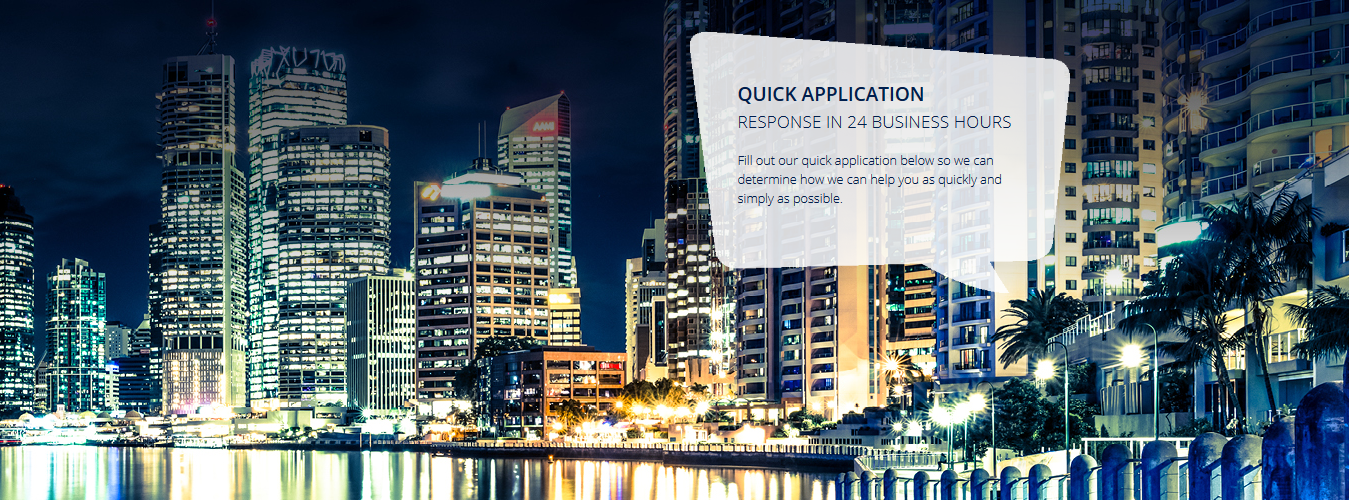 QUICK APPLICATION
RESPONSE IN 24 BUSINESS HOURS
Fill out our quick application below so we can
determine how we can help you as quickly and
simply as possible.